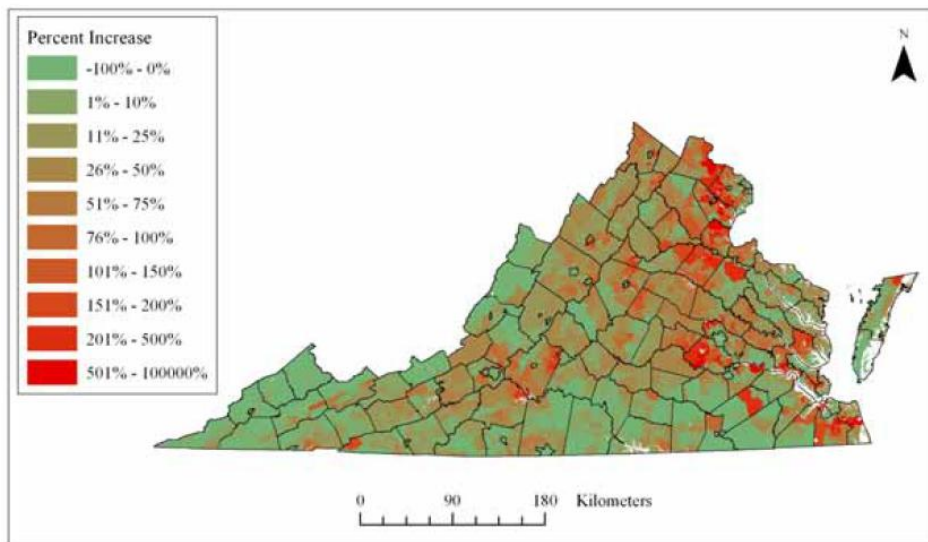 Percent Increase
-100% - 0%
1% - 10%
11% - 25%
26% - 50%
51% - 75%
76% - 100%
101% - 150%
151% - 200%
201% - 500%
501% - 100000%
N
0 90 180 Kilometers